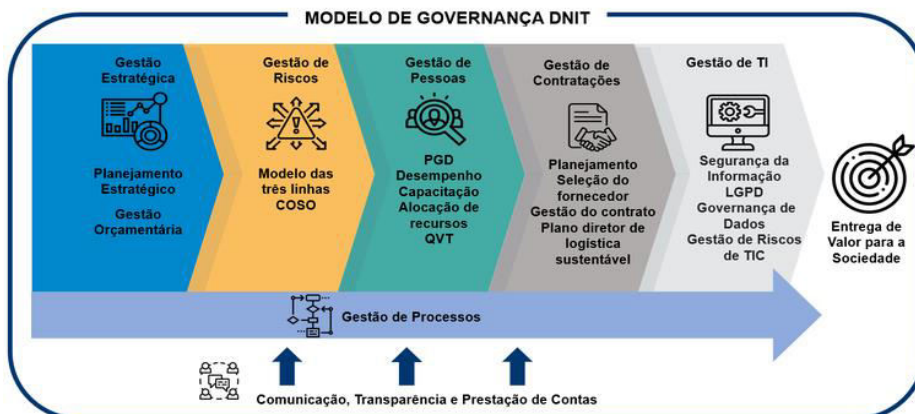 MODELO DE GOVERNANÇA DNIT
Gestão
Estratégica
Planejamento
Estratégico
Gestão
Orçamentária
Gestão de
Riscos
Modelo das
três linhas
COSO
Gestão de
Pessoas
PGD
Desempenho
Capacitação
Alocação de
recursos
QVT
Gestão de
Contratações
Planejamento
Seleção do
fornecedor
Gestão do contrato
Plano diretor de
logística
sustentável
Gestão de TI
Segurança da
Informação
LGPD
Governança de
Dados
Gestão de Riscos
de TIC
Entrega de
Valor para a
Sociedade
Gestão de Processos
Comunicação, Transparência e Prestação de Contas